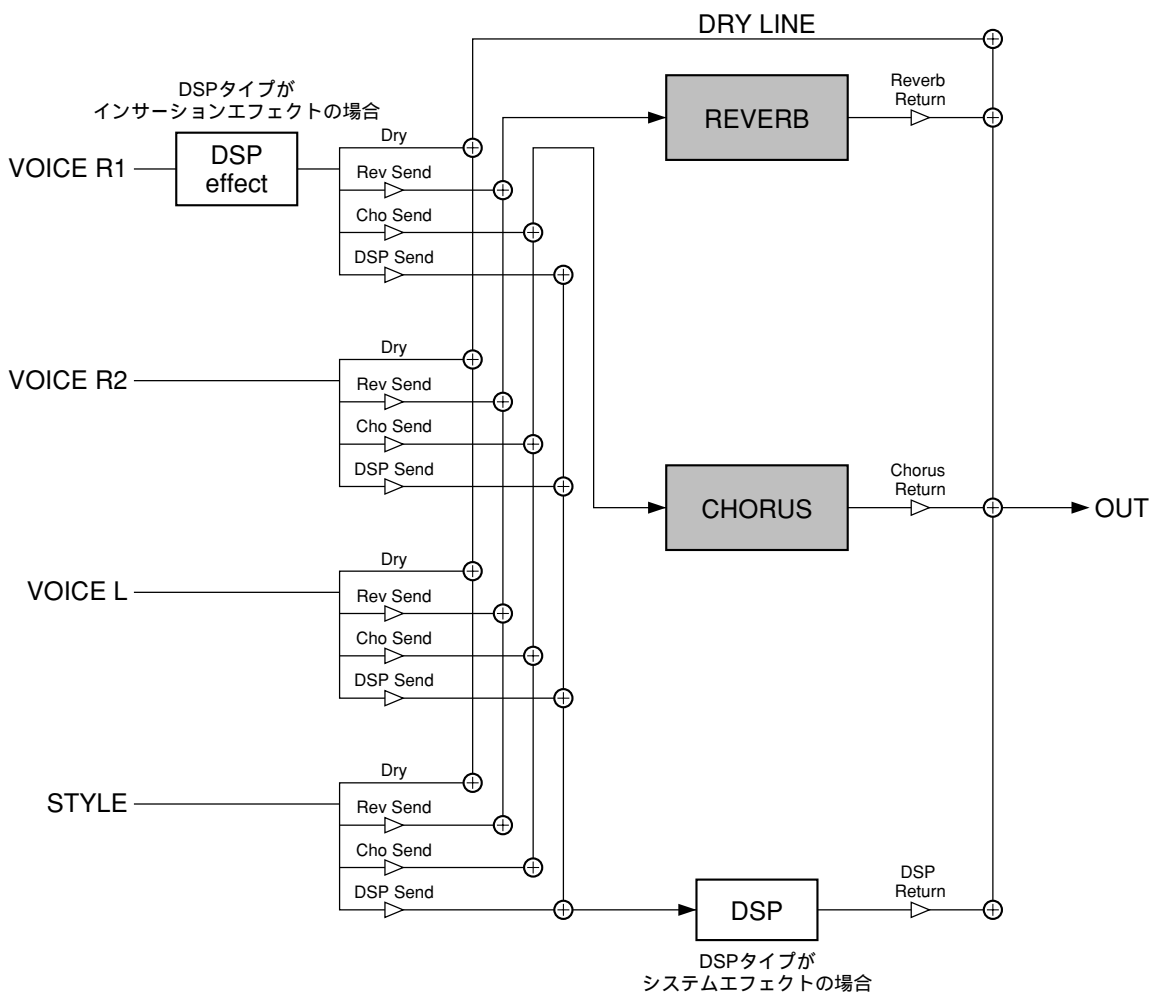 DRY LINE
DSPタイプが
インサーションエフェクトの場合
VOICE R1
DSP
effect
Dry
Rev Send
Cho Send
DSP Send
REVERB
Reverb
Return
VOICE R2
Dry
Rev Send
Cho Send
DSP Send
CHORUS
Chorus
Return
OUT
VOICE L
Dry
Rev Send
Cho Send
DSP Send
STYLE
Dry
Rev Send
Cho Send
DSP Send
DSP
DSP
Return
DSPタイプが
システムエフェクトの場合